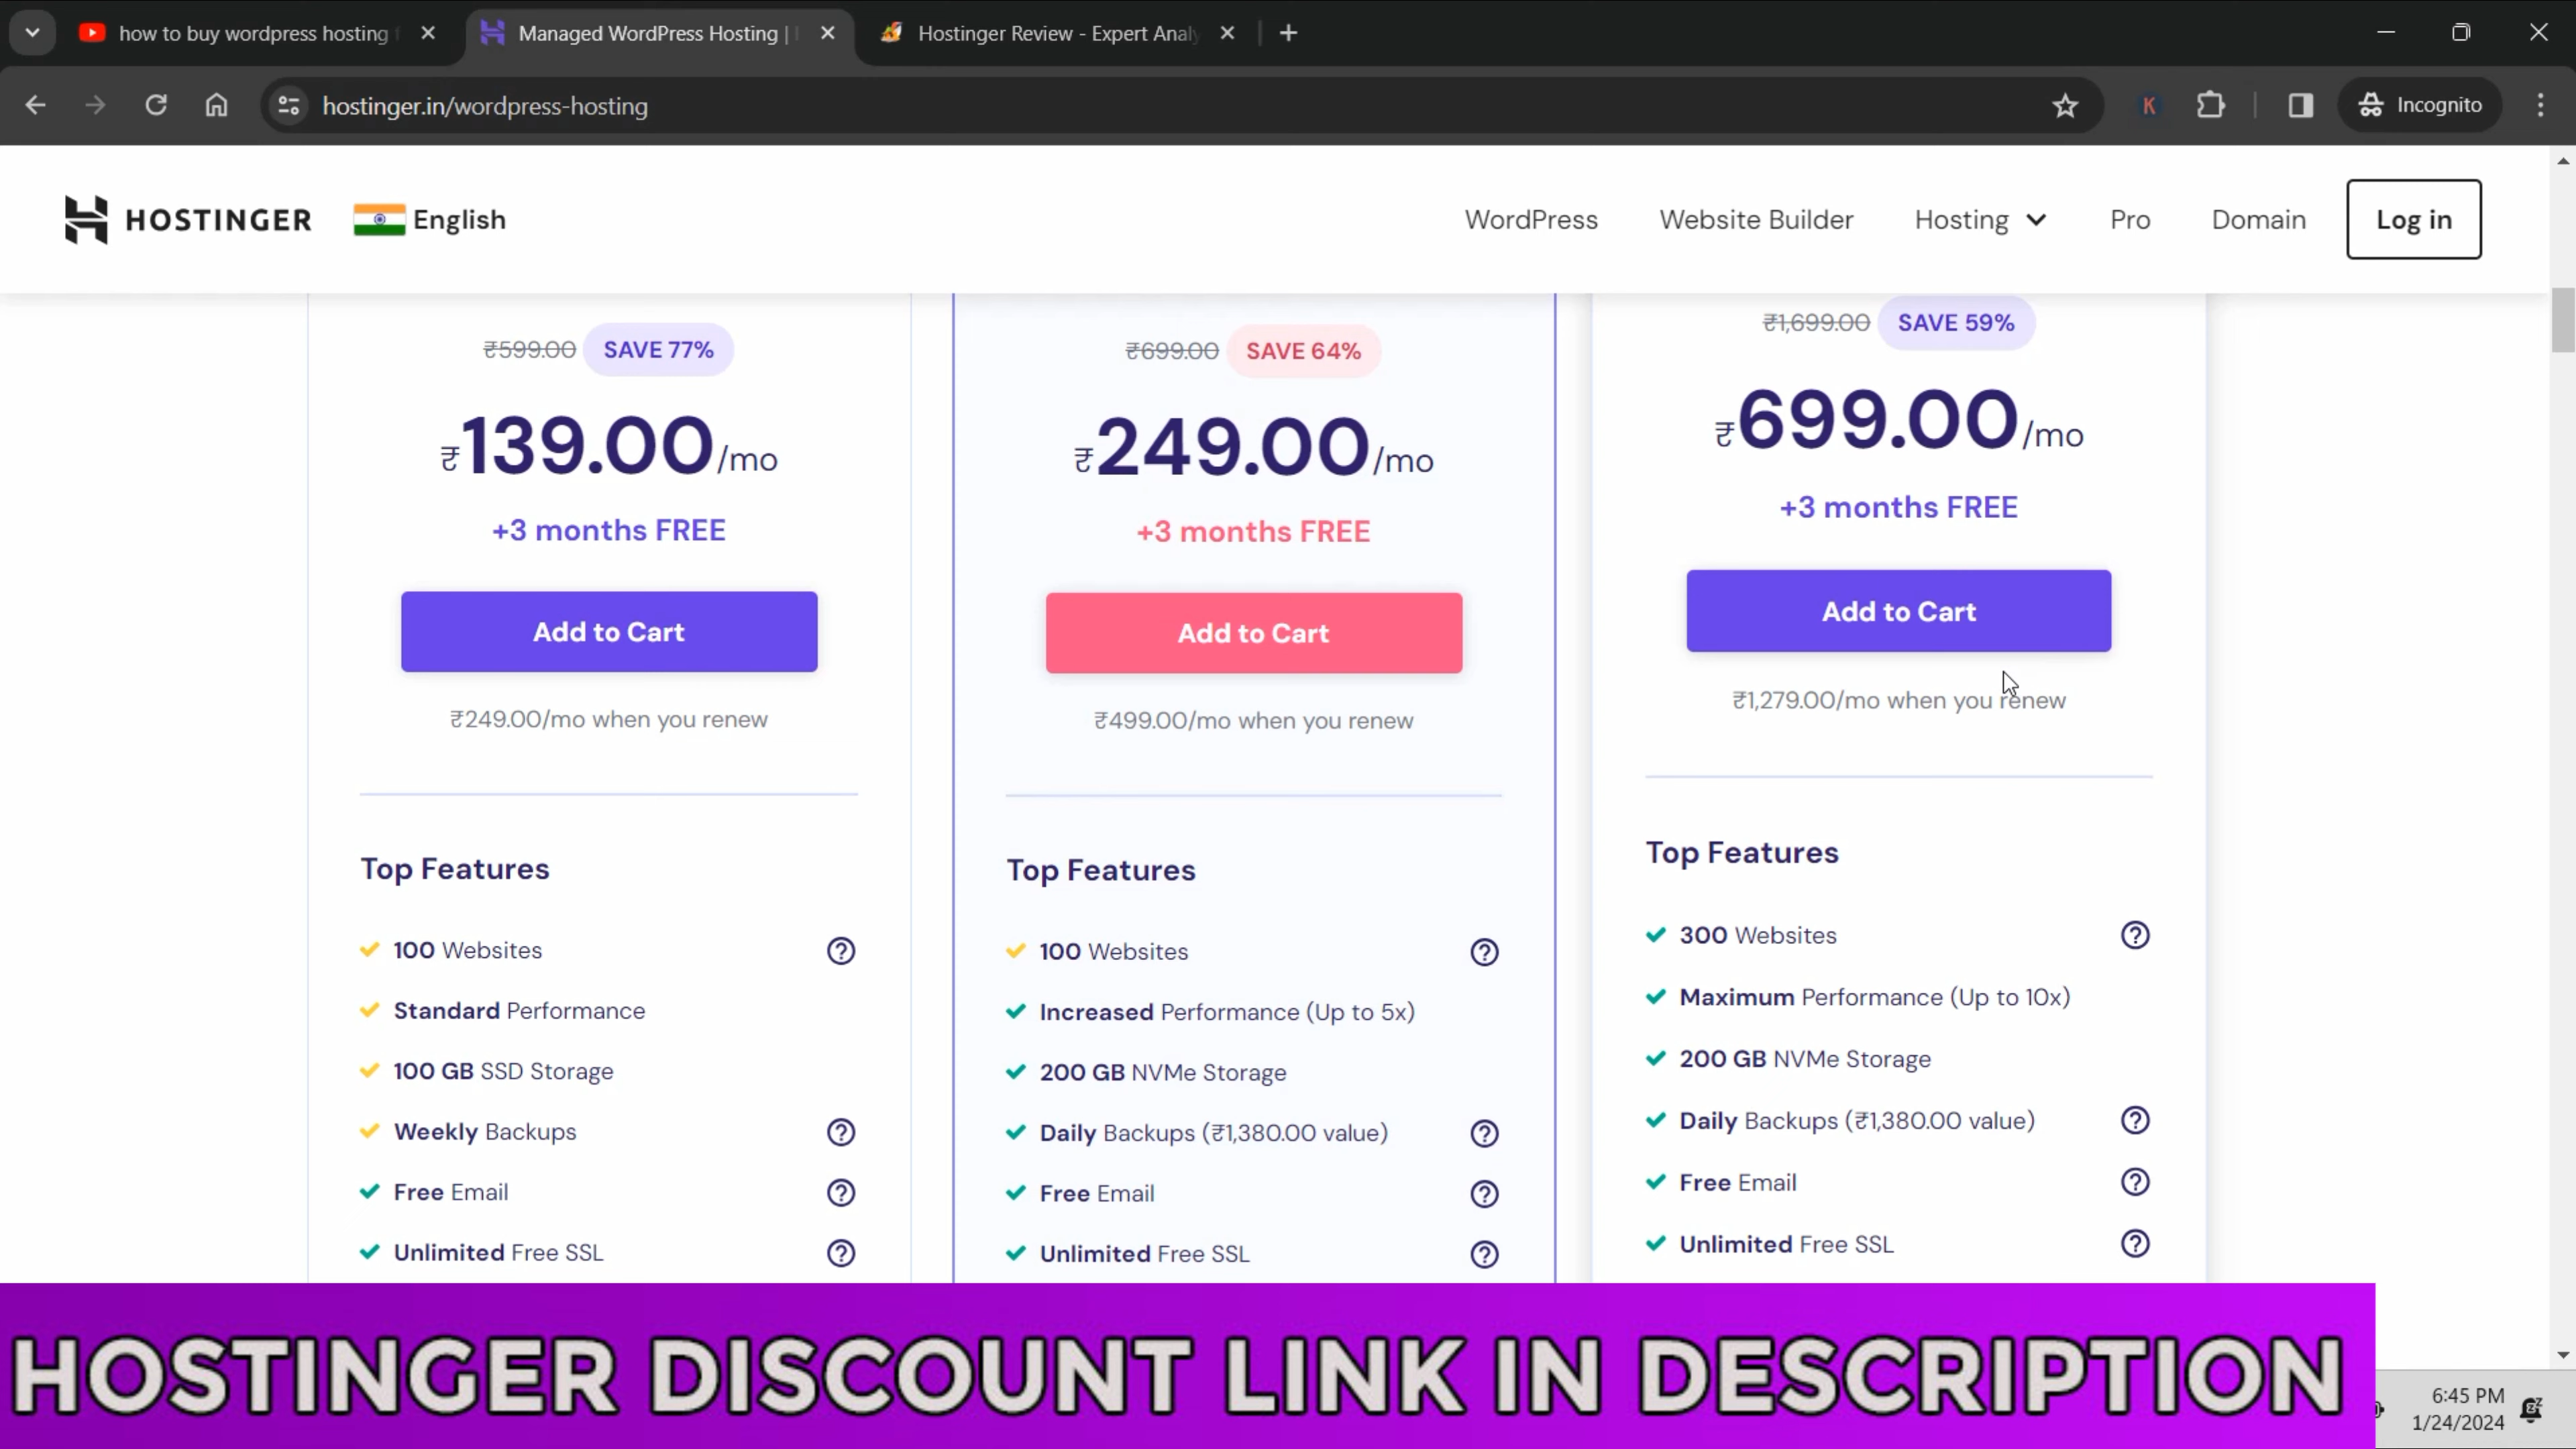 how to buy wordpress hosting
Managed WordPress Hosting |
Hostinger Review - Expert Analy
hostinger.in/wordpress-hosting
K
Incognito
HOSTINGER
English
WordPress
Website Builder
Hosting
Pro
Domain
Log in
₹599.00 SAVE 77%
₹139.00/mo
+3 months FREE
Add to Cart
₹249.00/mo when you renew
Top Features
100 Websites
Standard Performance
100 GB SSD Storage
Weekly Backups
Free Email
Unlimited Free SSL
₹699.00 SAVE 64%
₹249.00/mo
+3 months FREE
Add to Cart
₹499.00/mo when you renew
Top Features
100 Websites
Increased Performance (Up to 5x)
200 GB NVMe Storage
Daily Backups (₹1,380.00 value)
Free Email
Unlimited Free SSL
₹1,699.00 SAVE 59%
₹699.00/mo
+3 months FREE
Add to Cart
₹1,279.00/mo when you renew
Top Features
300 Websites
Maximum Performance (Up to 10x)
200 GB NVMe Storage
Daily Backups (₹1,380.00 value)
Free Email
Unlimited Free SSL
HOSTINGER DISCOUNT LINK IN DESCRIPTION
6:45 PM
1/24/2024